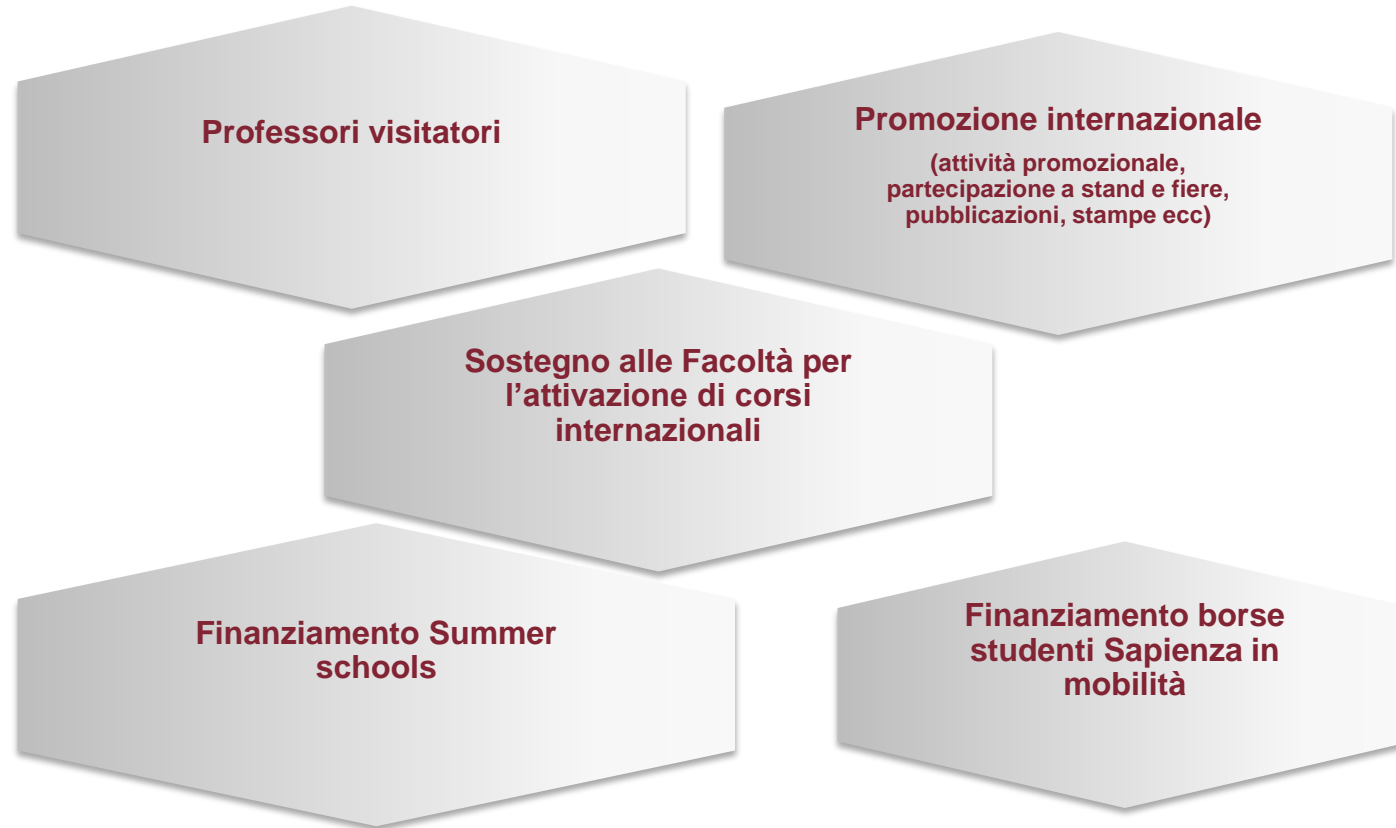 Professori visitatori
Promozione internazionale
(attività promozionale,
partecipazione a stand e fiere,
pubblicazioni, stampe ecc)
Sostegno alle Facoltà per
l’attivazione di corsi
internazionali
Finanziamento Summer
schools
Finanziamento borse
studenti Sapienza in
mobilità